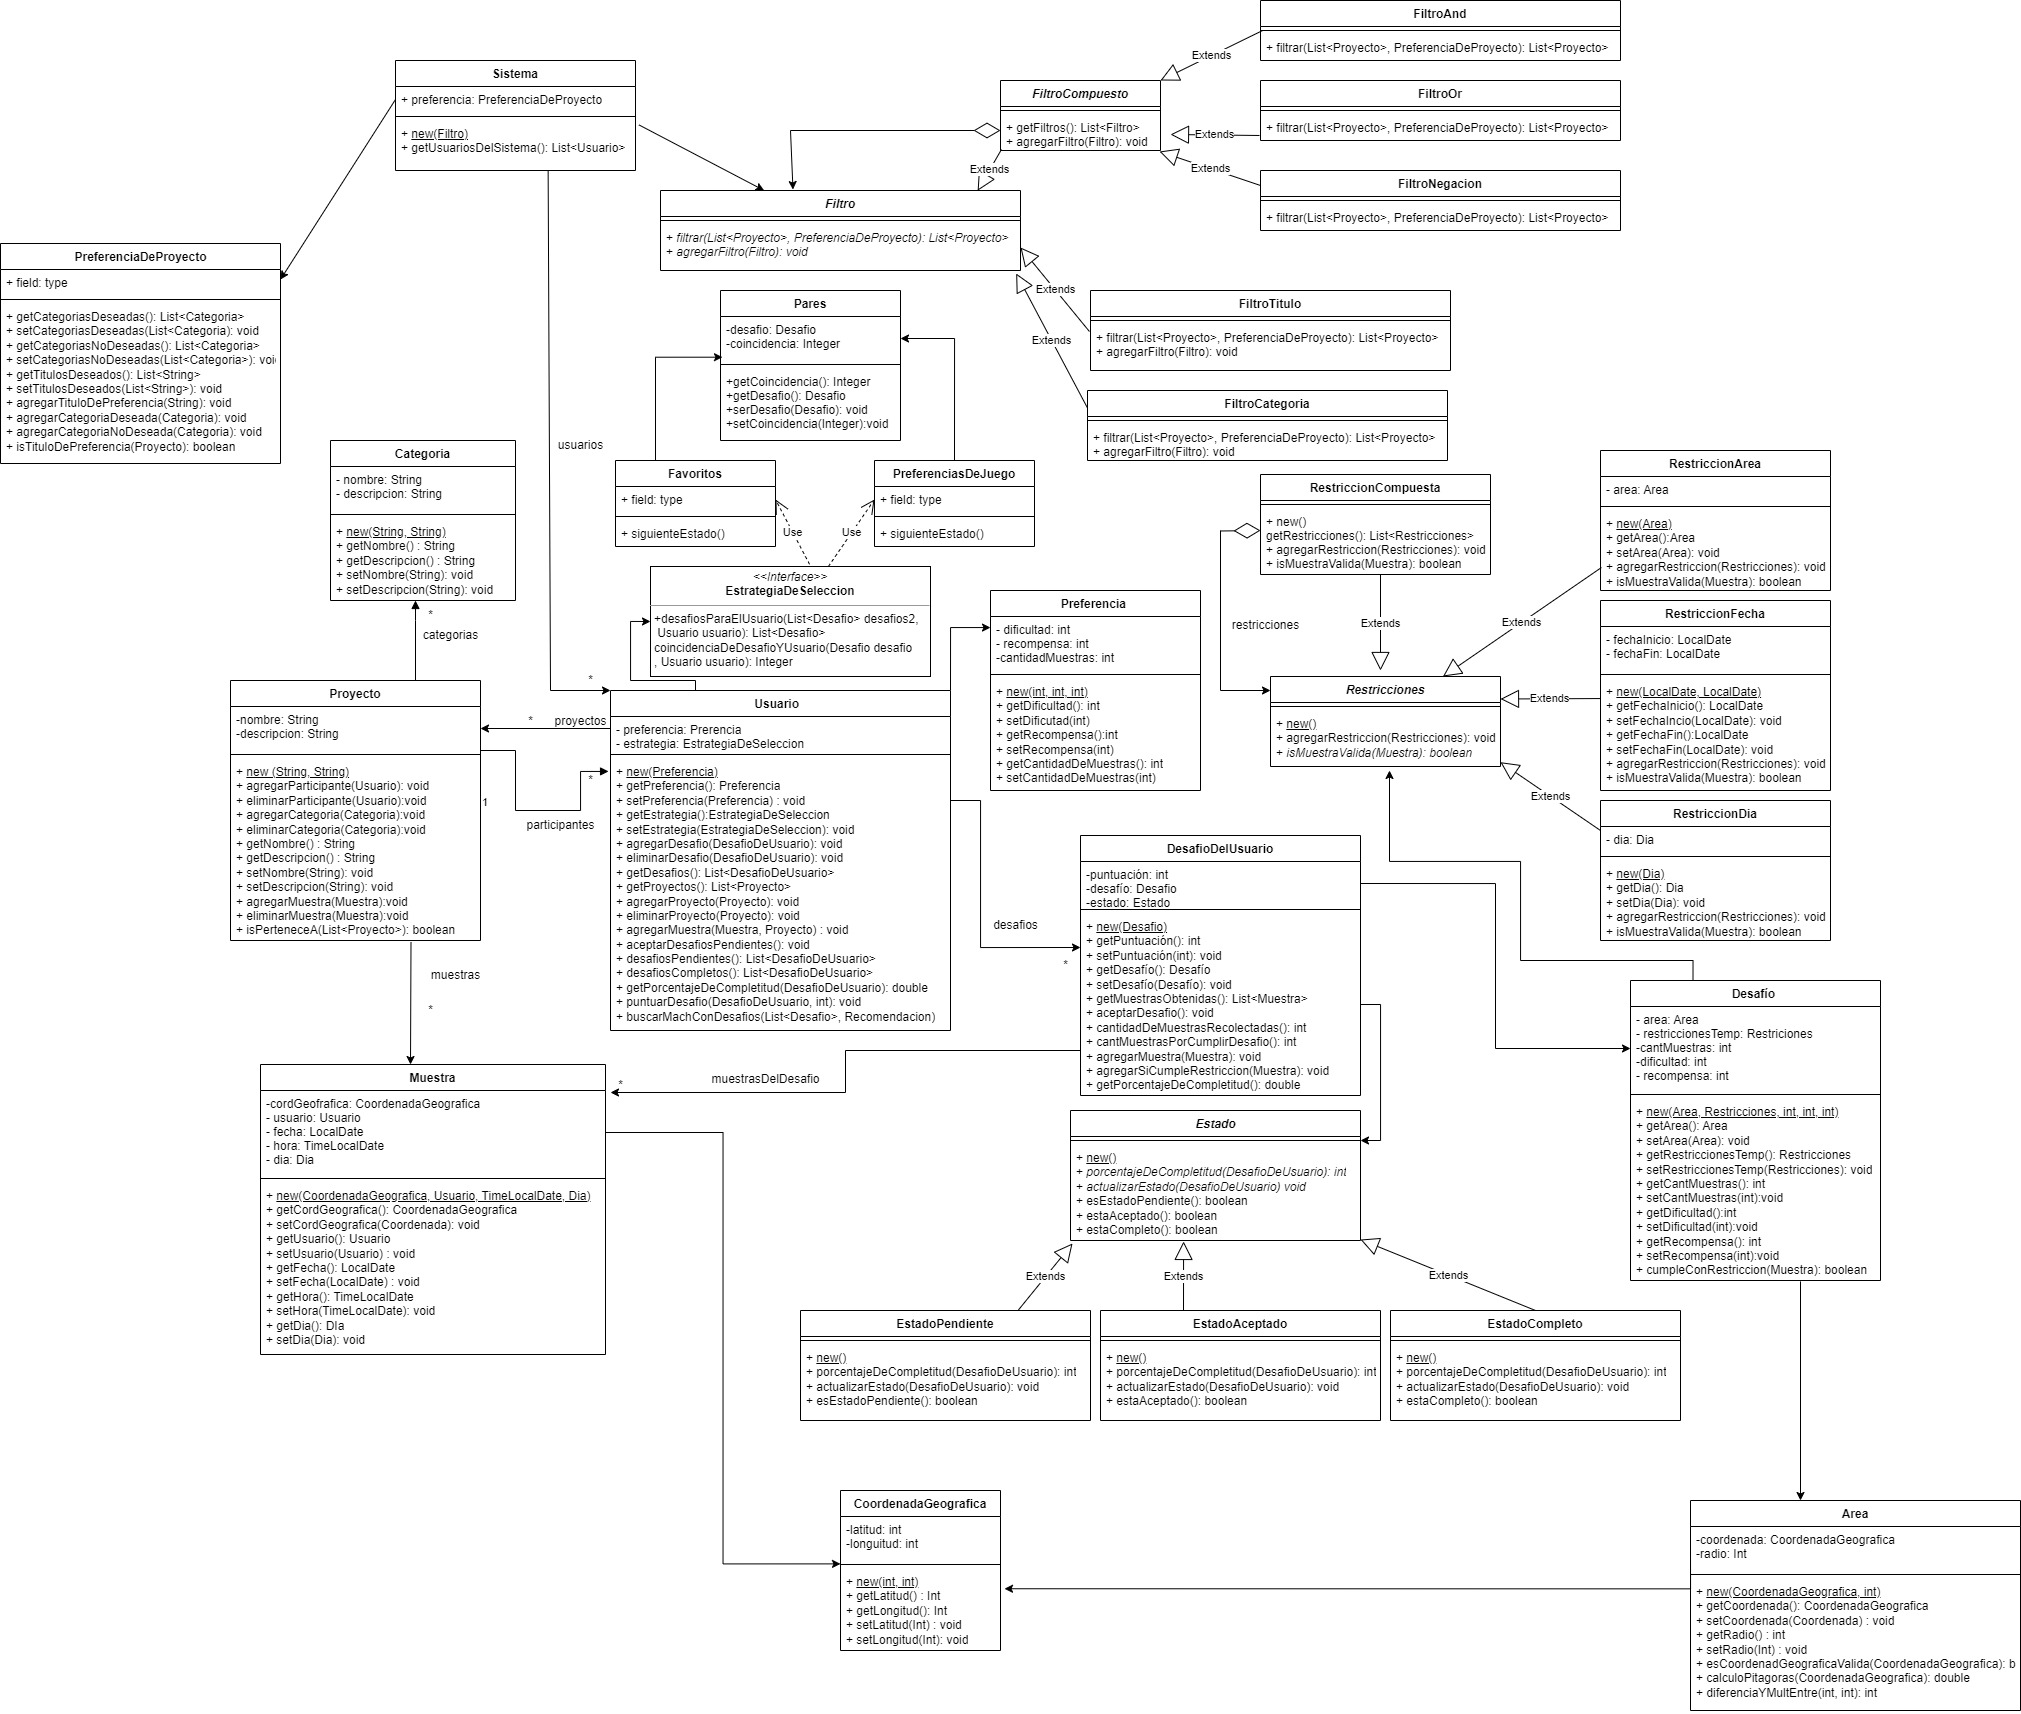 FiltroAnd
+ filtrar(List<Proyecto>, PreferenciaDeProyecto): List<Proyecto>
Extends
Sistema
+ preferencia: PreferenciaDeProyecto
+ new(Filtro)
+ getUsuariosDelSistema(): List<Usuario>
FiltroCompuesto
+ getFiltros(): List<Filtro>
+ agregarFiltro(Filtro): void
FiltroOr
+ filtrar(List<Proyecto>, PreferenciaDeProyecto): List<Proyecto>
Extends
Extends
Extends
FiltroNegacion
+ filtrar(List<Proyecto>, PreferenciaDeProyecto): List<Proyecto>
Filtro
+ filtrar(List<Proyecto>, PreferenciaDeProyecto): List<Proyecto>
+ agregarFiltro(Filtro): void
PreferenciaDeProyecto
+ field: type
+ getCategoriasDeseadas(): List<Categoria>
+ setCategoriasDeseadas(List<Categoria): void
+ getCategoriasNoDeseadas(): List<Categoria>
+ setCategoriasNoDeseadas(List<Categoria>): voi
+ getTitulosDeseados(): List<String>
+ setTitulosDeseados(List<String>): void
+ agregarTituloDePreferencia(String): void
+ agregarCategoriaDeseada(Categoria): void
+ agregarCategoriaNoDeseada(Categoria): void
+ isTituloDePreferencia(Proyecto): boolean
Extends
Extends
FiltroTitulo
+ filtrar(List<Proyecto>, PreferenciaDeProyecto): List<Proyecto>
+ agregarFiltro(Filtro): void
FiltroCategoria
+ filtrar(List<Proyecto>, PreferenciaDeProyecto): List<Proyecto>
+ agregarFiltro(Filtro): void
Pares
-desafio: Desafio
-coincidencia: Integer
+getCoincidencia(): Integer
+getDesafio(): Desafio
+serDesafio(Desafio): void
+setCoincidencia(Integer):void
usuarios
*
Favoritos
+ field: type
+ siguienteEstado()
PreferenciasDeJuego
+ field: type
+ siguienteEstado()
Use
Use
Categoria
- nombre: String
- descripcion: String
+ new(String, String)
+ getNombre() : String
+ getDescripcion() : String
+ setNombre(String): void
+ setDescripcion(String): void
*
categorias
<<Interface>>
EstrategiaDeSeleccion
+desafiosParaElUsuario(List<Desafio> desafios2,
Usuario usuario): List<Desafio>
coincidenciaDeDesafioYUsuario(Desafio desafio
, Usuario usuario): Integer
Preferencia
- dificultad: int
- recompensa: int
-cantidadMuestras: int
+ new(int, int, int)
+ getDificultad(): int
+ setDificutad(int)
+ getRecompensa():int
+ setRecompensa(int)
+ getCantidadDeMuestras(): int
+ setCantidadDeMuestras(int)
RestriccionCompuesta
+ new()
getRestricciones(): List<Restricciones>
+ agregarRestriccion(Restricciones): void
+ isMuestraValida(Muestra): boolean
restricciones
Extends
RestriccionArea
- area: Area
+ new(Area)
+ getArea():Area
+ setArea(Area): void
+ agregarRestriccion(Restricciones): void
+ isMuestraValida(Muestra): boolean
Extends
RestriccionFecha
- fechaInicio: LocalDate
- fechaFin: LocalDate
+ new(LocalDate, LocalDate)
+ getFechaInicio(): LocalDate
+ setFechaIncio(LocalDate): void
+ getFechaFin():LocalDate
+ setFechaFin(LocalDate): void
+ agregarRestriccion(Restricciones): void
+ isMuestraValida(Muestra): boolean
Extends
Restricciones
+ new()
+ agregarRestriccion(Restricciones): void
+ isMuestraValida(Muestra): boolean
Extends
RestriccionDia
- dia: Dia
+ new(Dia)
+ getDia(): Dia
+ setDia(Dia): void
+ agregarRestriccion(Restricciones): void
+ isMuestraValida(Muestra): boolean
Proyecto
-nombre: String
-descripcion: String
+ new (String, String)
+ agregarParticipante(Usuario): void
+ eliminarParticipante(Usuario):void
+ agregarCategoria(Categoria):void
+ eliminarCategoria(Categoria):void
+ getNombre() : String
+ getDescripcion() : String
+ setNombre(String): void
+ setDescripcion(String): void
+ agregarMuestra(Muestra):void
+ eliminarMuestra(Muestra):void
+ isPerteneceA(List<Proyecto>): boolean
* proyectos
*
1
participantes
Usuario
- preferencia: Prerencia
- estrategia: EstrategiaDeSeleccion
+ new(Preferencia)
+ getPreferencia(): Preferencia
+ setPreferencia(Preferencia) : void
+ getEstrategia():EstrategiaDeSeleccion
+ setEstrategia(EstrategiaDeSeleccion): void
+ agregarDesafio(DesafioDeUsuario): void
+ eliminarDesafio(DesafioDeUsuario): void
+ getDesafios(): List<DesafioDeUsuario>
+ getProyectos(): List<Proyecto>
+ agregarProyecto(Proyecto): void
+ eliminarProyecto(Proyecto): void
+ agregarMuestra(Muestra, Proyecto) : void
+ aceptarDesafiosPendientes(): void
+ desafiosPendientes(): List<DesafioDeUsuario>
+ desafiosCompletos(): List<DesafioDeUsuario>
+ getPorcentajeDeCompletitud(DesafioDeUsuario): double
+ puntuarDesafio(DesafioDeUsuario, int): void
+ buscarMachConDesafios(List<Desafio>, Recomendacion)
desafios
*
DesafioDelUsuario
-puntuación: int
-desafío: Desafio
-estado: Estado
+ new(Desafio)
+ getPuntuación(): int
+ setPuntuación(int): void
+ getDesafío(): Desafío
+ setDesafío(Desafío): void
+ getMuestrasObtenidas(): List<Muestra>
+ aceptarDesafio(): void
+ cantidadDeMuestrasRecolectadas(): int
+ cantMuestrasPorCumplirDesafio(): int
+ agregarMuestra(Muestra): void
+ agregarSiCumpleRestriccion(Muestra): void
+ getPorcentajeDeCompletitud(): double
muestras
*
muestrasDelDesafio
*
Desafío
- area: Area
- restriccionesTemp: Restriciones
-cantMuestras: int
-dificultad: int
- recompensa: int
+ new(Area, Restricciones, int, int, int)
+ getArea(): Area
+ setArea(Area): void
+ getRestriccionesTemp(): Restricciones
+ setRestriccionesTemp(Restricciones): void
+ getCantMuestras(): int
+ setCantMuestras(int):void
+ getDificultad():int
+ setDificultad(int):void
+ getRecompensa(): int
+ setRecompensa(int):void
+ cumpleConRestriccion(Muestra): boolean
Muestra
-cordGeofrafica: CoordenadaGeografica
- usuario: Usuario
- fecha: LocalDate
- hora: TimeLocalDate
- dia: Dia
+ new(CoordenadaGeografica, Usuario, TimeLocalDate, Dia)
+ getCordGeografica(): CoordenadaGeografica
+ setCordGeografica(Coordenada): void
+ getUsuario(): Usuario
+ setUsuario(Usuario) : void
+ getFecha(): LocalDate
+ setFecha(LocalDate) : void
+ getHora(): TimeLocalDate
+ setHora(TimeLocalDate): void
+ getDia(): DIa
+ setDia(Dia): void
Estado
+ new()
+ porcentajeDeCompletitud(DesafioDeUsuario): int
+ actualizarEstado(DesafioDeUsuario) void
+ esEstadoPendiente(): boolean
+ estaAceptado(): boolean
+ estaCompleto(): boolean
Extends
Extends
Extends
EstadoPendiente
+ new()
+ porcentajeDeCompletitud(DesafioDeUsuario): int
+ actualizarEstado(DesafioDeUsuario): void
+ esEstadoPendiente(): boolean
EstadoAceptado
+ new()
+ porcentajeDeCompletitud(DesafioDeUsuario): int
+ actualizarEstado(DesafioDeUsuario): void
+ estaAceptado(): boolean
EstadoCompleto
+ new()
+ porcentajeDeCompletitud(DesafioDeUsuario): int
+ actualizarEstado(DesafioDeUsuario): void
+ estaCompleto(): boolean
CoordenadaGeografica
-latitud: int
-longuitud: int
+ new(int, int)
+ getLatitud() : Int
+ getLongitud(): Int
+ setLatitud(Int) : void
+ setLongitud(Int): void
Area
-coordenada: CoordenadaGeografica
-radio: Int
+ new(CoordenadaGeografica, int)
+ getCoordenada(): CoordenadaGeografica
+ setCoordenada(Coordenada) : void
+ getRadio() : int
+ setRadio(Int) : void
+ esCoordenadGeograficaValida(CoordenadaGeografica): b
+ calculoPitagoras(CoordenadaGeografica): double
+ diferenciaYMultEntre(int, int): int